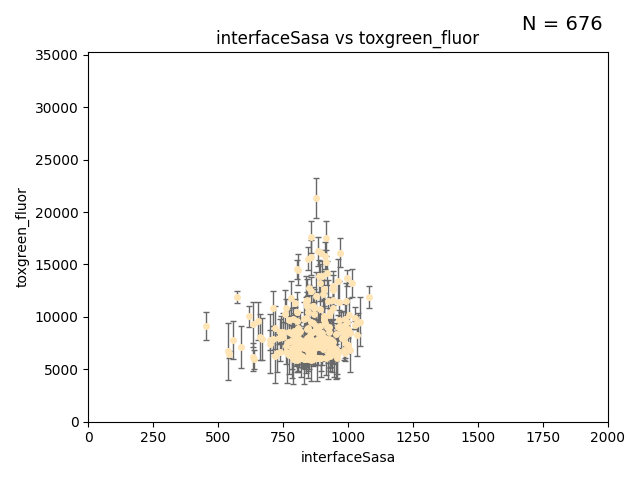 N = 676
interfaceSasa vs toxgreen_fluor
35000
30000
25000
20000
15000
10000
5000
0
toxgreen_fluor
0 250 500 750 1000 1250 1500 1750 2000
interfaceSasa